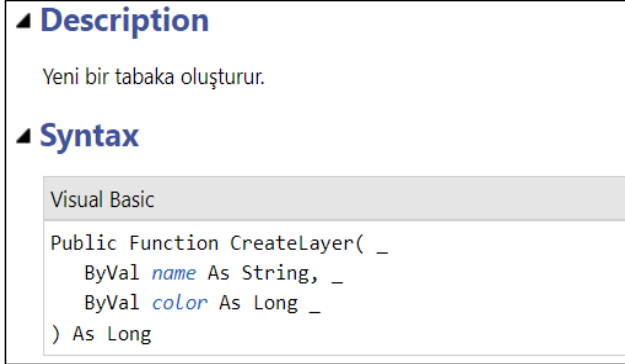 Description
Yeni bir tabaka oluşturur.
Syntax
Visual Basic
Public Function CreateLayer( _
ByVal name As String, _
ByVal color As Long _
) As Long